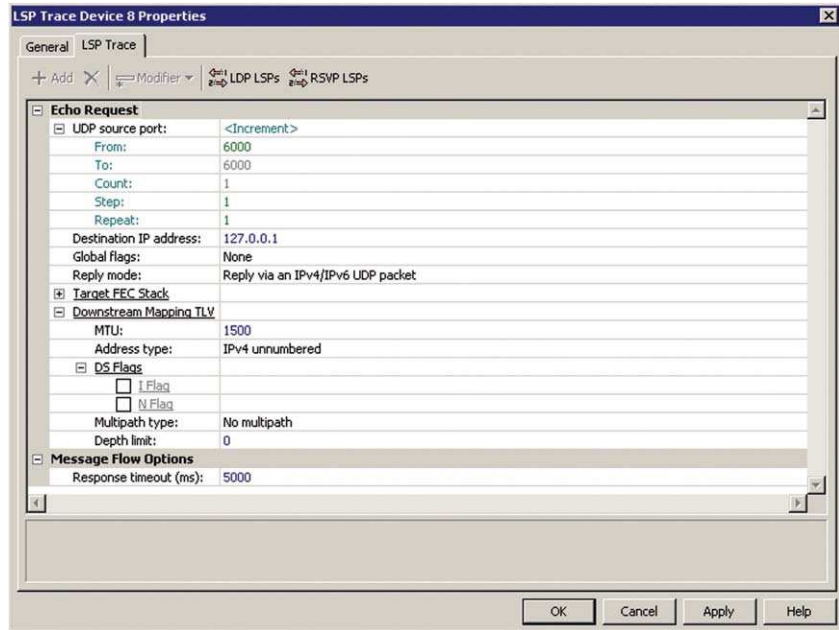 LSP Trace Device 8 Properties
General LSP Trace
Add Modifier LDP LSPs RSVP LSPs
Echo Request
UDP source port: <Increment>
From: 6000
To: 6000
Count: 1
Step: 1
Repeat: 1
Destination IP address: 127.0.0.1
Global flags: None
Reply mode: Reply via an IPv4/IPv6 UDP packet
Target FEC Stack
Downstream Mapping TLV
MTU: 1500
Address type: IPv4 unnumbered
DS Flags
I Flag
N Flag
Multipath type: No multipath
Depth limit: 0
Message Flow Options
Response timeout (ms): 5000
OK Cancel Apply Help